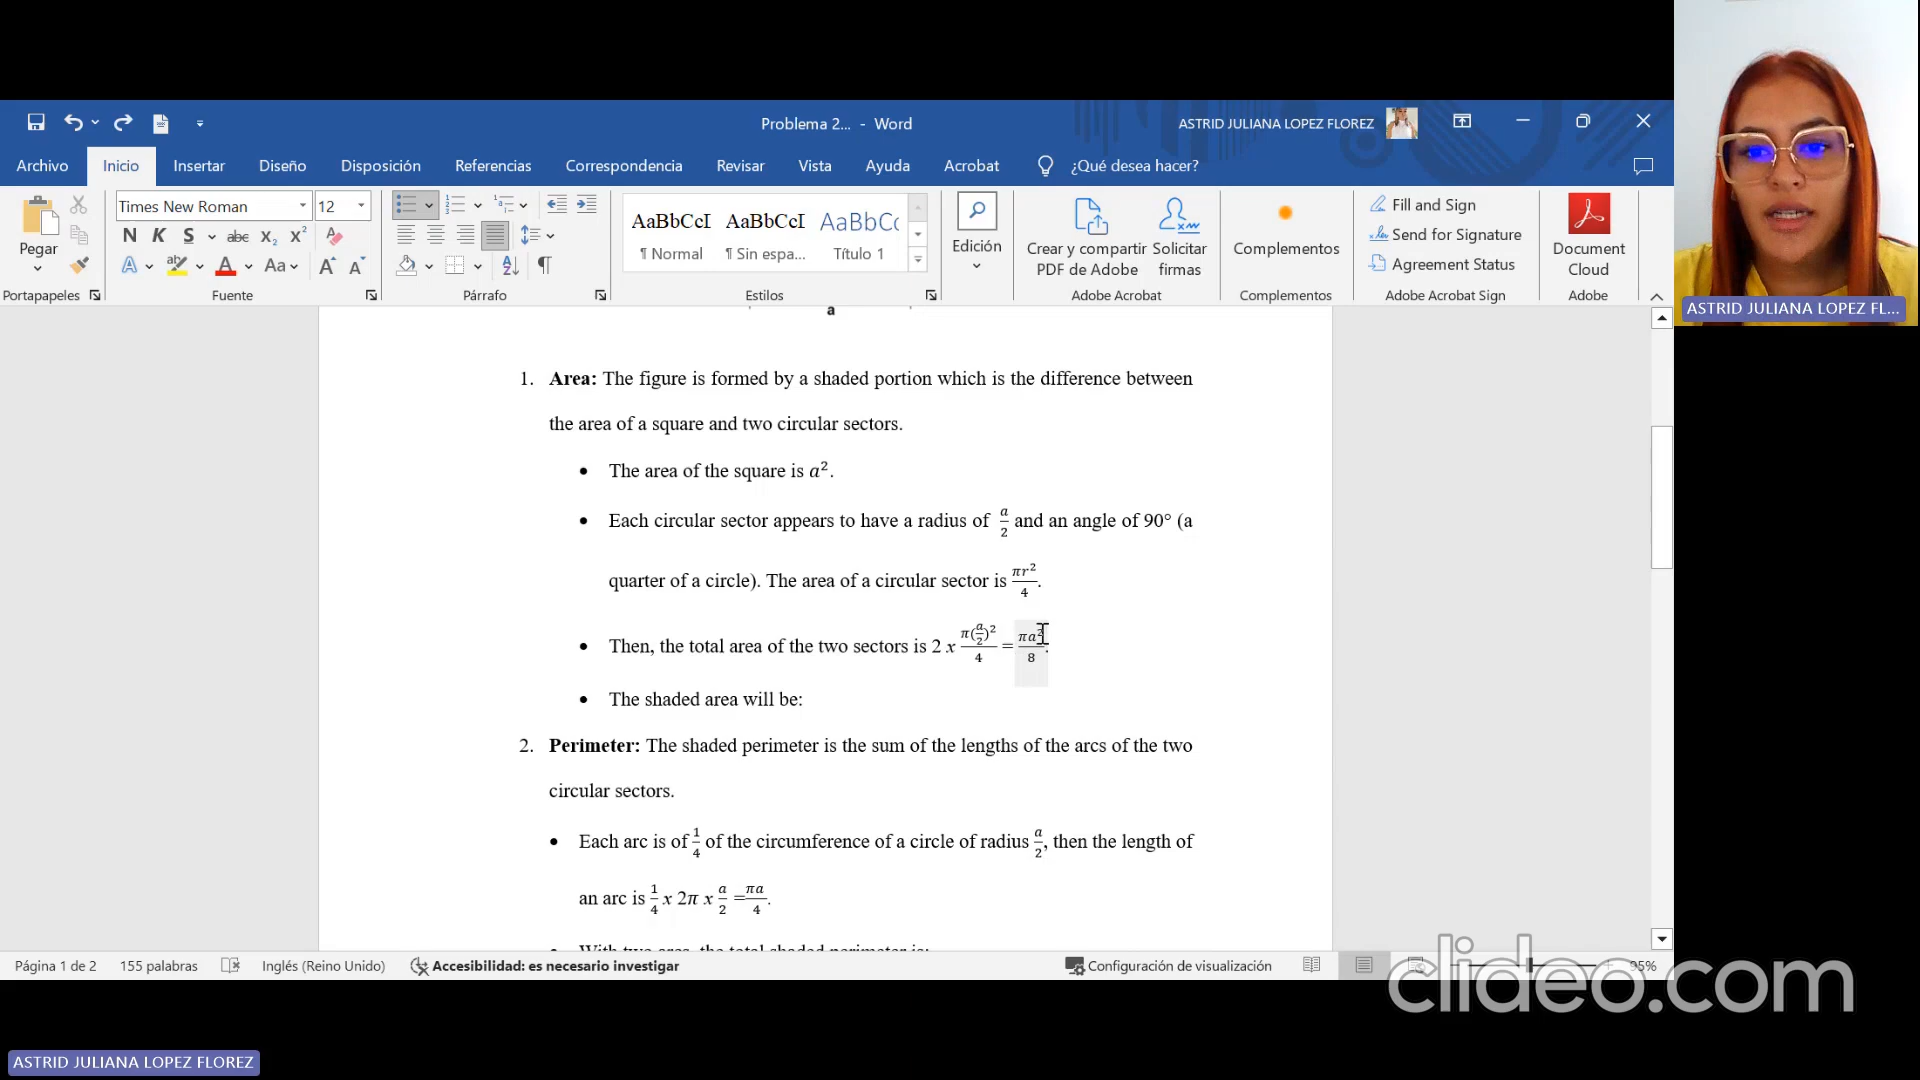 Problema 2... - Word
ASTRID JULIANA LOPEZ FLOREZ
Archivo Inicio Insertar Diseño Disposición Referencias Correspondencia Revisar Vista Ayuda Acrobat ¿Qué desea hacer?
Times New Roman 12
Pegar
N K S abc X₂ X²
A A Aa A A
AaBbCcI AaBbCcI AaBbCc
¶ Normal ¶ Sin espa... Título 1
Edición
Crear y compartir PDF de Adobe
Solicitar firmas
Complementos
Fill and Sign
Send for Signature
Agreement Status
Document Cloud
Portapapeles Fuente Párrafo Estilos Adobe Acrobat Complementos Adobe Acrobat Sign Adobe
ASTRID JULIANA LOPEZ FL...
a
1. Area: The figure is formed by a shaded portion which is the difference between
the area of a square and two circular sectors.
• The area of the square is a².
• Each circular sector appears to have a radius of a/2 and an angle of 90° (a
quarter of a circle). The area of a circular sector is πr²/4.
• Then, the total area of the two sectors is 2 x π(a/2)²/4 = πa²/8.
• The shaded area will be:
2. Perimeter: The shaded perimeter is the sum of the lengths of the arcs of the two
circular sectors.
• Each arc is of 1/4 of the circumference of a circle of radius a/2, then the length of
an arc is 1/4 x 2π x a/2 =πa/4.
Página 1 de 2 155 palabras Inglés (Reino Unido) Accesibilidad: es necesario investigar Configuración de visualización 95%
clideo.com
ASTRID JULIANA LOPEZ FLOREZ